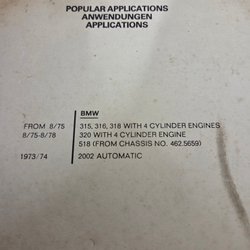 POPULAR APPLICATIONS
ANWENDUNGEN
APPLICATIONS
BMW
FROM 8/75 315, 316, 318 WITH 4 CYLINDER ENGINES
8/75-8/78 320 WITH 4 CYLINDER ENGINE
518 (FROM CHASSIS NO. 462.5659)
1973/74 2002 AUTOMATIC